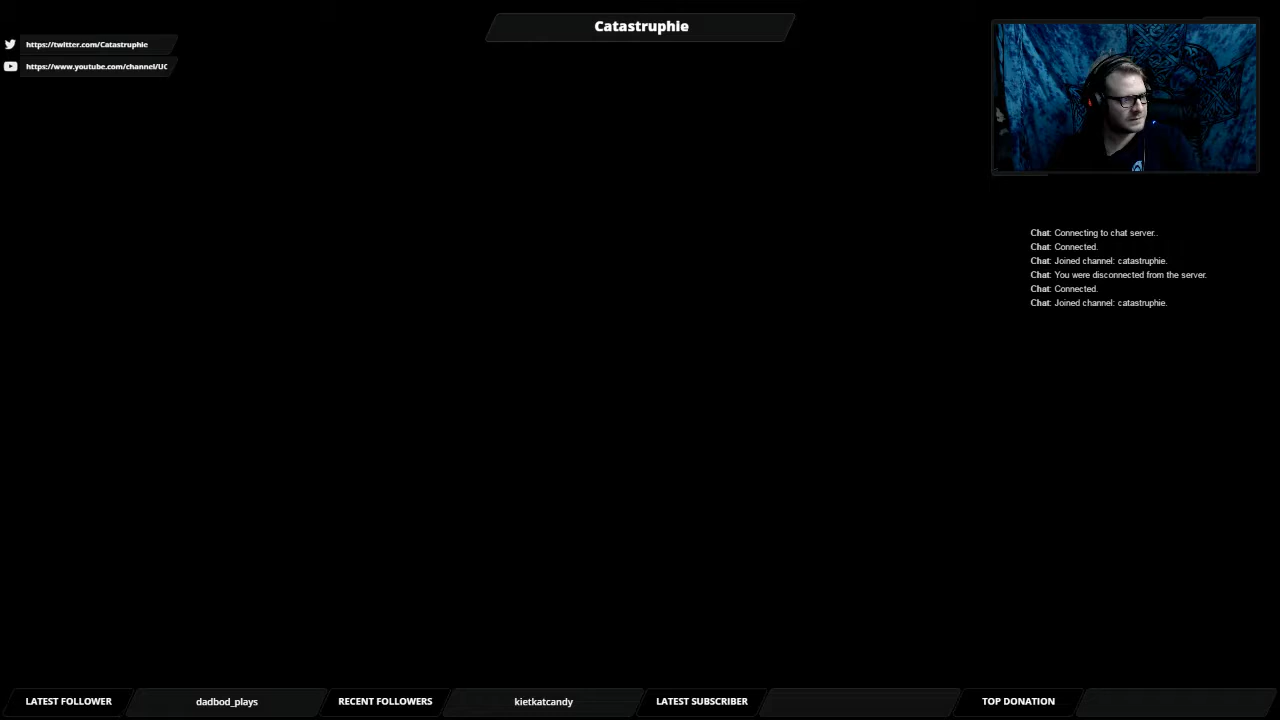 Catastruphie
https://twitter.com/Catastruphie
https://www.youtube.com/channel/UC
Chat: Connecting to chat server..
Chat: Connected.
Chat: Joined channel: catastruphie.
Chat: You were disconnected from the server.
Chat: Connected.
Chat: Joined channel: catastruphie.
LATEST FOLLOWER dadbod_plays RECENT FOLLOWERS kietkatcandy LATEST SUBSCRIBER TOP DONATION